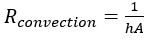 R_convection = 1/(hA)